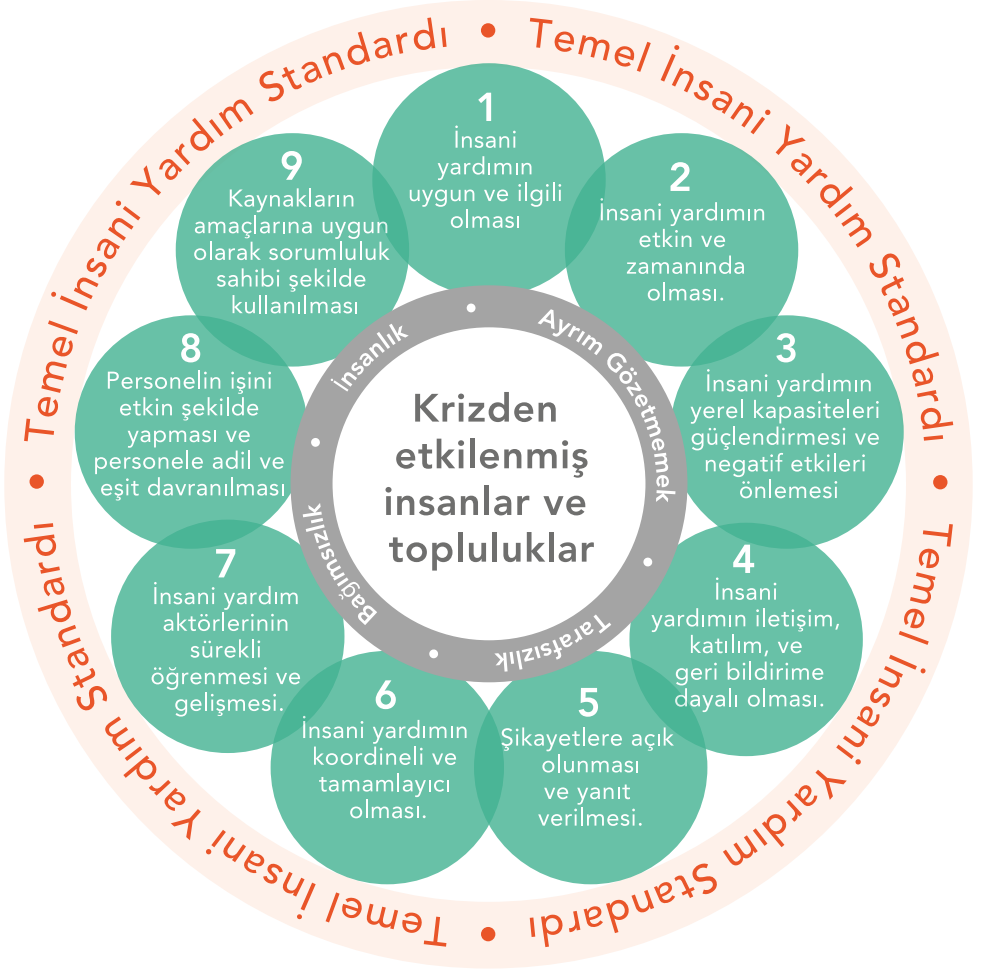 Temel İnsani Yardım Standardı • Temel İnsani Yardım Standardı • Temel İnsani Yardım Standardı • Temel İnsani Yardım Standardı •
1
İnsani
yardımın
uygun ve ilgili
olması
2
İnsani yardımın
etkin ve
zamanında
olması.
3
İnsani yardımın
yerel kapasiteleri
güçlendirmesi ve
negatif etkileri
önlemesi
4
İnsani
yardımın iletişim,
katılım, ve
geri bildirime
dayalı olması.
5
Şikayetlere açık
olunması
ve yanıt
verilmesi.
6
İnsani yardımın
koordineli ve
tamamlayıcı
olması.
7
İnsani yardım
aktörlerinin
sürekli
öğrenmesi ve
gelişmesi.
8
Personelin işini
etkin şekilde
yapması ve
personele adil ve
eşit davranılması
9
Kaynakların
amaçlarına uygun
olarak sorumluluk
sahibi şekilde
kullanılması
İnsanlık • Ayrım Gözetmemek • Tarafsızlık • Bağımsızlık •
Krizden
etkilenmiş
insanlar ve
topluluklar